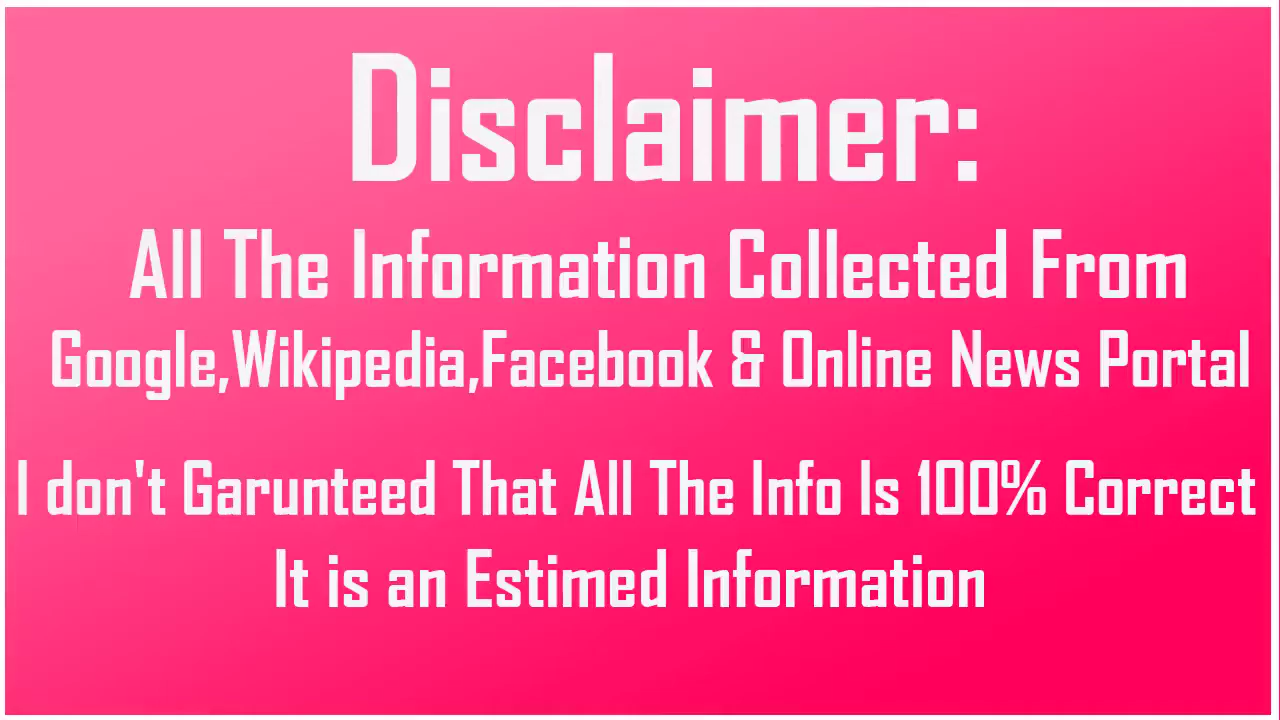 Disclaimer:
All The Information Collected From
Google,Wikipedia,Facebook & Online News Portal
I don't Garunteed That All The Info Is 100% Correct
It is an Estimed Information